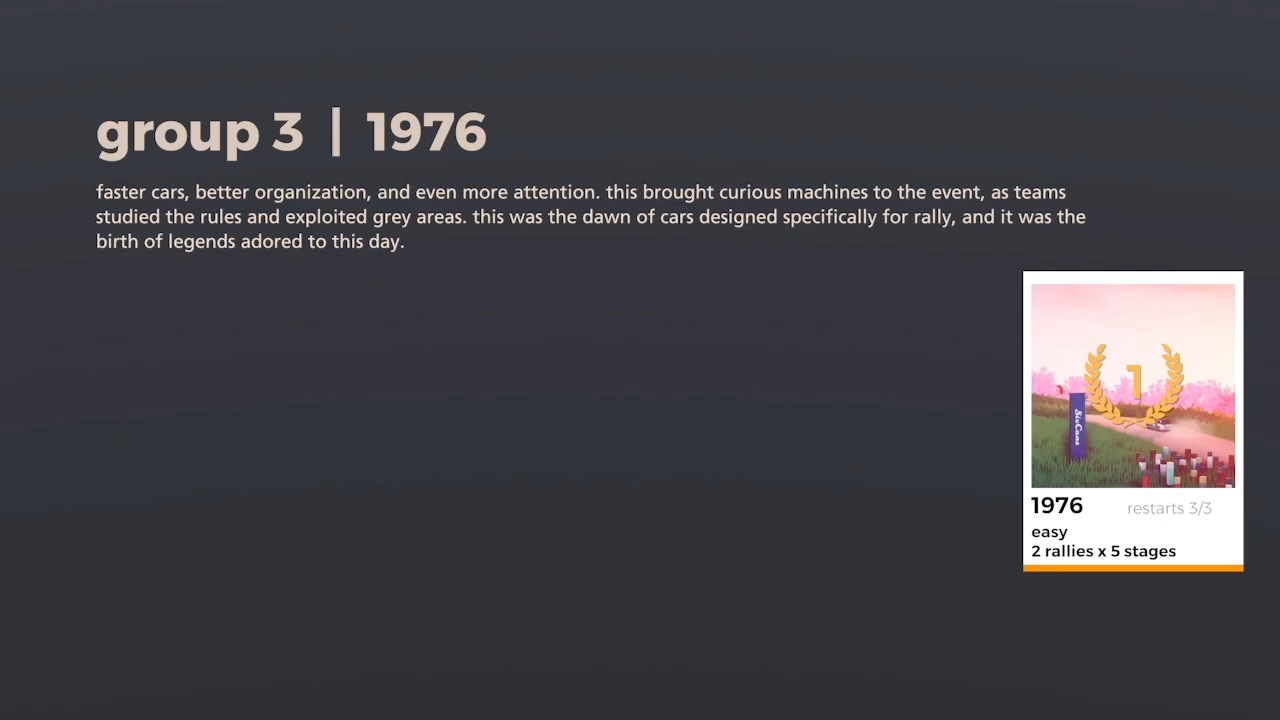 group 3 | 1976
faster cars, better organization, and even more attention. this brought curious machines to the event, as teams
studied the rules and exploited grey areas. this was the dawn of cars designed specifically for rally, and it was the
birth of legends adored to this day.
1
SixCans
1976 restarts 3/3
easy
2 rallies x 5 stages